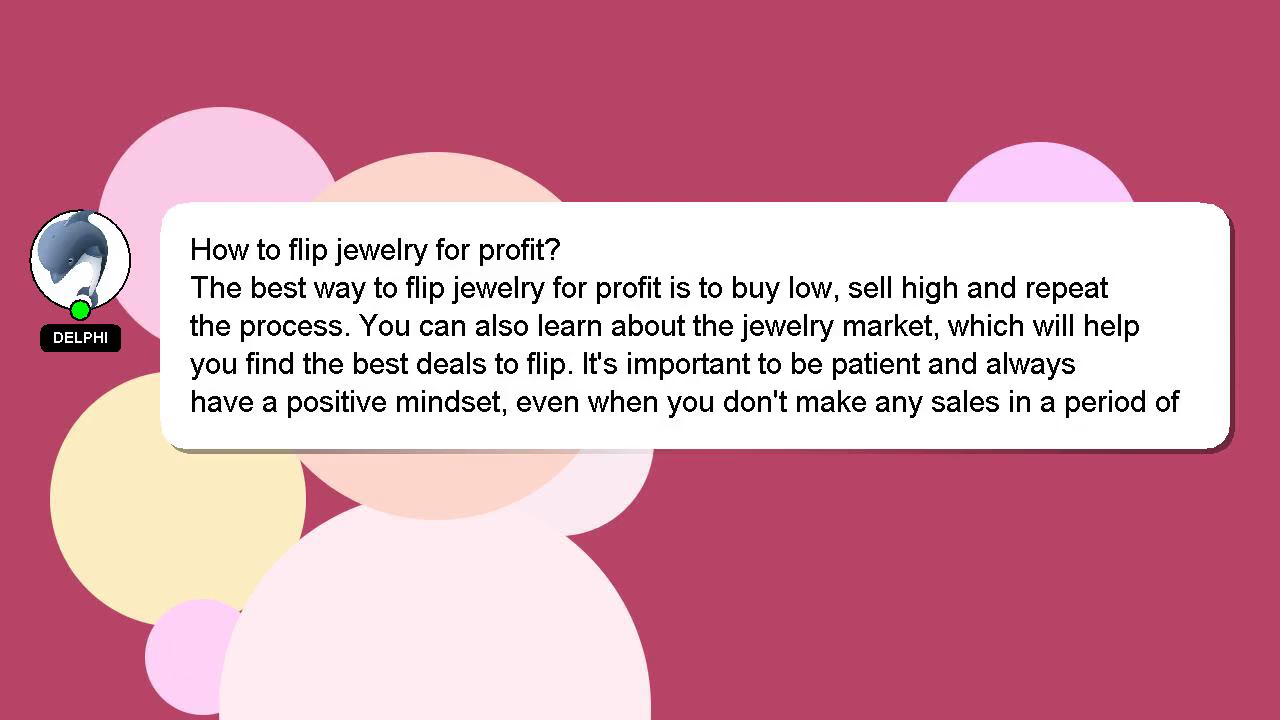 How to flip jewelry for profit?
The best way to flip jewelry for profit is to buy low, sell high and repeat
the process. You can also learn about the jewelry market, which will help
you find the best deals to flip. It's important to be patient and always
have a positive mindset, even when you don't make any sales in a period of
DELPHI